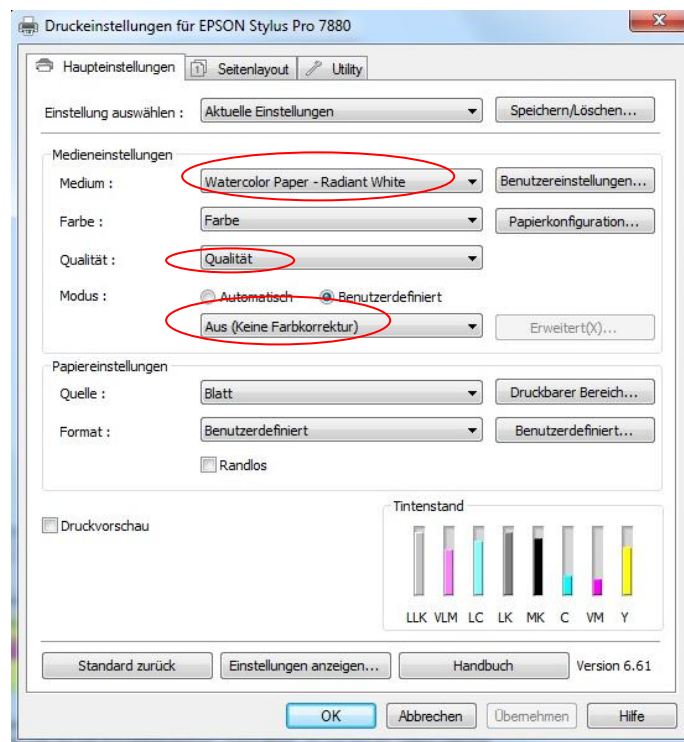 Druckeinstellungen für EPSON Stylus Pro 7880
Haupteinstellungen Seitenlayout Utility
Einstellung auswählen : Aktuelle Einstellungen Speichern/Löschen...
Medieneinstellungen
Medium : Watercolor Paper - Radiant White Benutzereinstellungen...
Farbe : Farbe Papierkonfiguration...
Qualität : Qualität
Modus : Automatisch Benutzerdefiniert
Aus (Keine Farbkorrektur) Erweitert(X)...
Papiereinstellungen
Quelle : Blatt Druckbarer Bereich...
Format : Benutzerdefiniert Benutzerdefiniert...
Randlos
Druckvorschau
Tintenstand
LLK VLM LC LK MK C VM Y
Standard zurück Einstellungen anzeigen... Handbuch Version 6.61
OK Abbrechen Übernehmen Hilfe